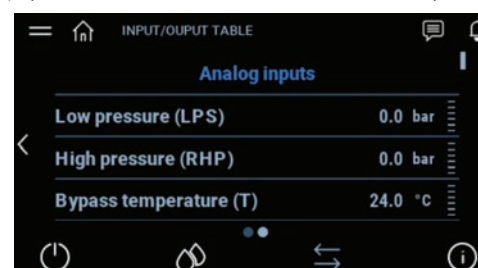 INPUT/OUPUT TABLE
Analog inputs
Low pressure (LPS) 0.0 bar
High pressure (RHP) 0.0 bar
Bypass temperature (T) 24.0 °C